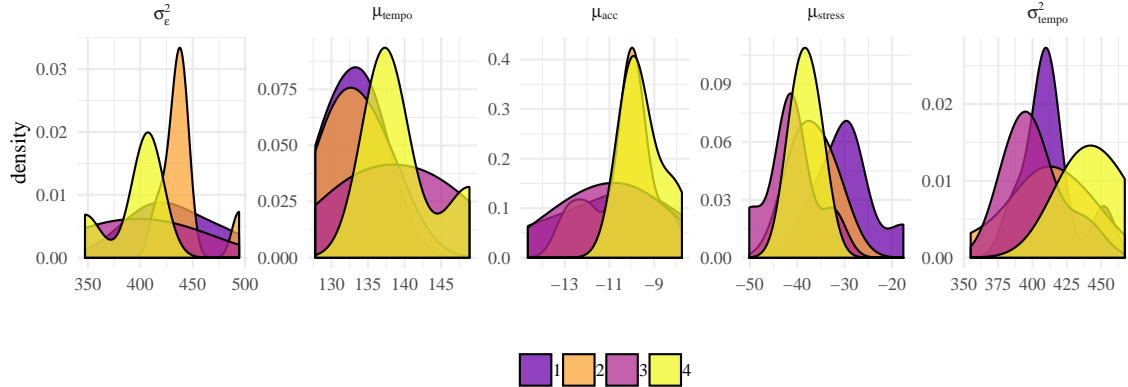 σ²ε μtempo μacc μstress σ²tempo
density
0.03 0.02 0.01 0.00
0.075 0.050 0.025 0.000
0.4 0.3 0.2 0.1 0.0
0.09 0.06 0.03 0.00
0.02 0.01 0.00
350 400 450 500 130 135 140 145 −13 −11 −9 −50 −40 −30 −20 350 375 400 425 450
1 2 3 4